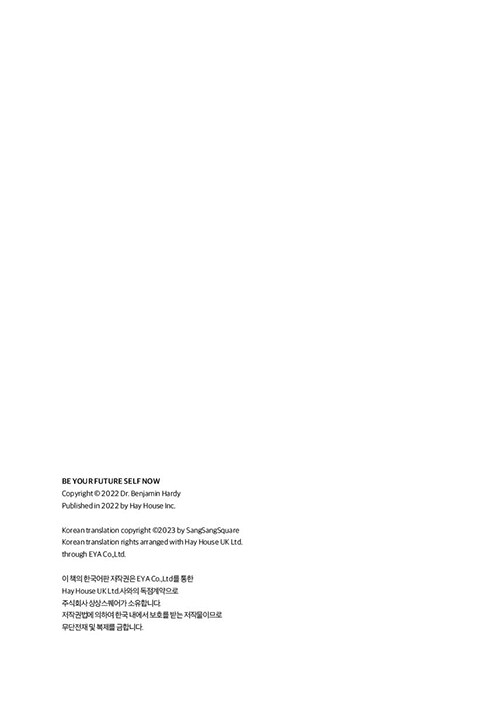 BE YOUR FUTURE SELF NOW
Copyright © 2022 Dr. Benjamin Hardy
Published in 2022 by Hay House Inc.
Korean translation copyright ©2023 by SangSangSquare
Korean translation rights arranged with Hay House UK Ltd.
through EYA Co.,Ltd.
이 책의 한국어판 저작권은 EYA Co.,Ltd를 통한
Hay House UK Ltd.사와의 독점계약으로
주식회사 상상스퀘어가 소유합니다.
저작권법에 의하여 한국 내에서 보호를 받는 저작물이므로
무단전재 및 복제를 금합니다.